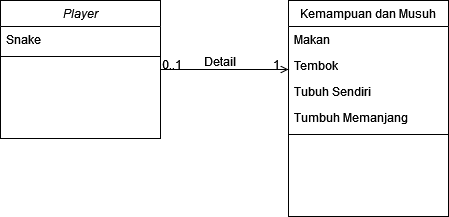 Player
Snake
0..1
Detail
1
Kemampuan dan Musuh
Makan
Tembok
Tubuh Sendiri
Tumbuh Memanjang